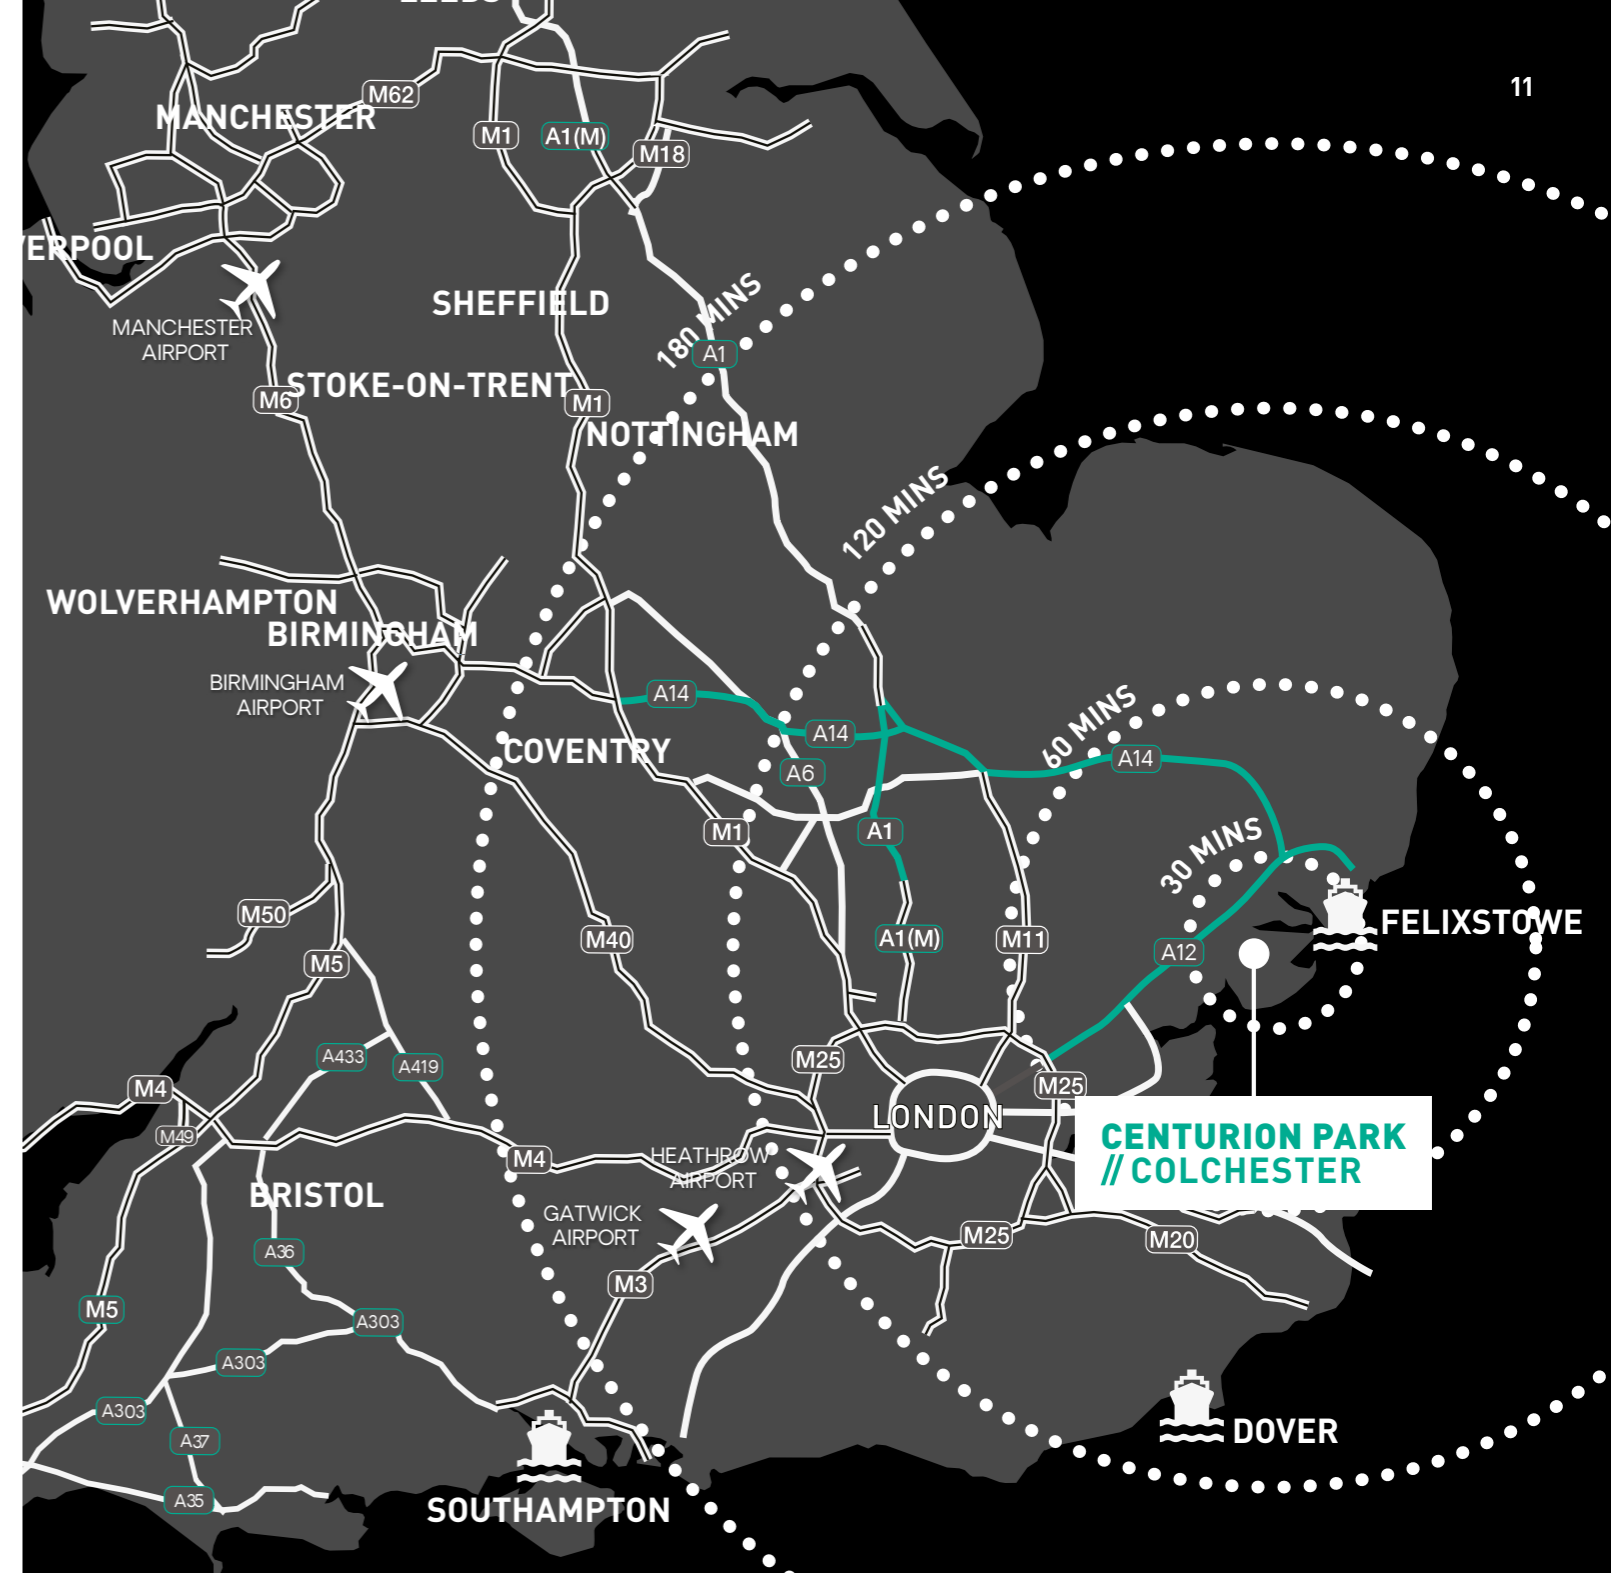 LEEDS
11
M62
MANCHESTER
M1
A1(M)
M18
VERPOOL
180 MINS
SHEFFIELD
MANCHESTER
AIRPORT
A1
M6
STOKE-ON-TRENT
M1
NOTTINGHAM
120 MINS
WOLVERHAMPTON
BIRMINGHAM
BIRMINGHAM
AIRPORT
A14
A14
60 MINS
COVENTRY
A6
A14
M1
A1
30 MINS
M50
M40
A1(M)
M11
A12
FELIXSTOWE
M5
A433
A419
M25
M25
M4
LONDON
M49
CENTURION PARK
// COLCHESTER
M4
HEATHROW
AIRPORT
BRISTOL
GATWICK
AIRPORT
M25
M20
A36
M3
M5
A303
A303
A303
A37
DOVER
A35
SOUTHAMPTON